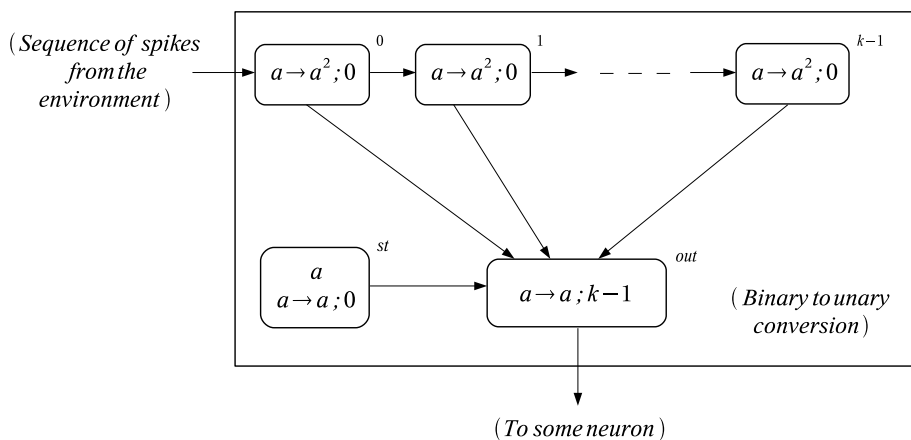 (Sequence of spikes
from the
environment)
a→a²;0
0
a→a²;0
1
– – –
a→a²;0
k−1
a
a→a;0
st
a→a;k−1
out
(Binary to unary
conversion)
(To some neuron)